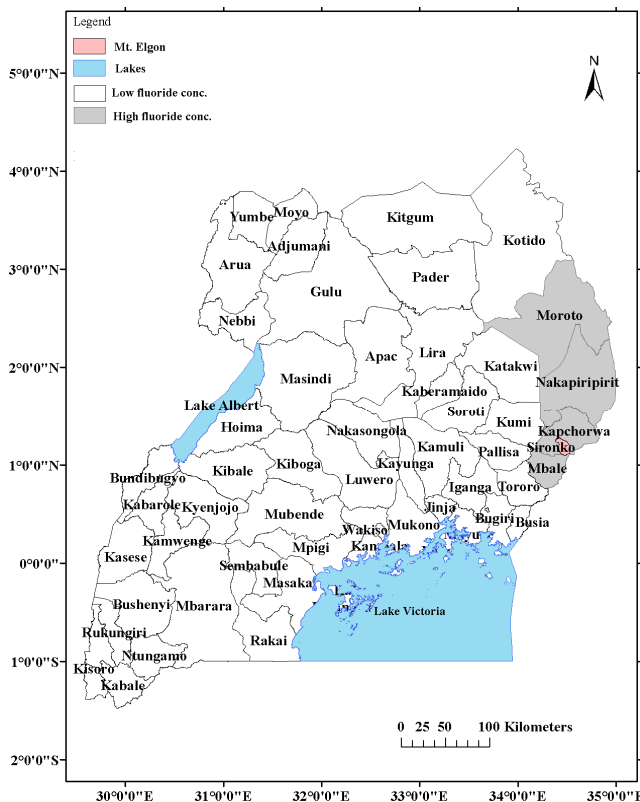 Legend
Mt. Elgon
Lakes
Low fluoride conc.
High fluoride conc.
N
5°0'0"N
4°0'0"N
3°0'0"N
2°0'0"N
1°0'0"N
0°0'0"
1°0'0"S
2°0'0"S
Yumbe
Moyo
Kitgum
Adjumani
Kotido
Arua
Pader
Gulu
Moroto
Nebbi
Apac
Lira
Katakwi
Masindi
Nakapiripirit
Kaberamaido
Lake Albert
Soroti
Kumi
Hoima
Nakasongola
Kapchorwa
Kamuli
Sironko
Pallisa
Kibale
Kiboga
Kayunga
Mbale
Bundibugyo
Luwero
Iganga
Tororo
Kabarole
Kyenjojo
Mubende
Jinja
Mukono
Bugiri
Busia
Wakiso
Kamwenge
Mpigi
Kasese
Sembabule
Masaka
Bushenyi
Mbarara
Lake Victoria
Rukungiri
Rakai
Ntungamo
Kisoro
Kabale
0 25 50 100 Kilometers
30°0'0"E 31°0'0"E 32°0'0"E 33°0'0"E 34°0'0"E 35°0'0"E